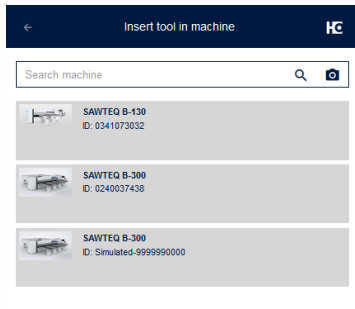 Insert tool in machine
Search machine
SAWTEQ B-130
ID: 0341073032
SAWTEQ B-300
ID: 0240037438
SAWTEQ B-300
ID: Simulated-9999990000